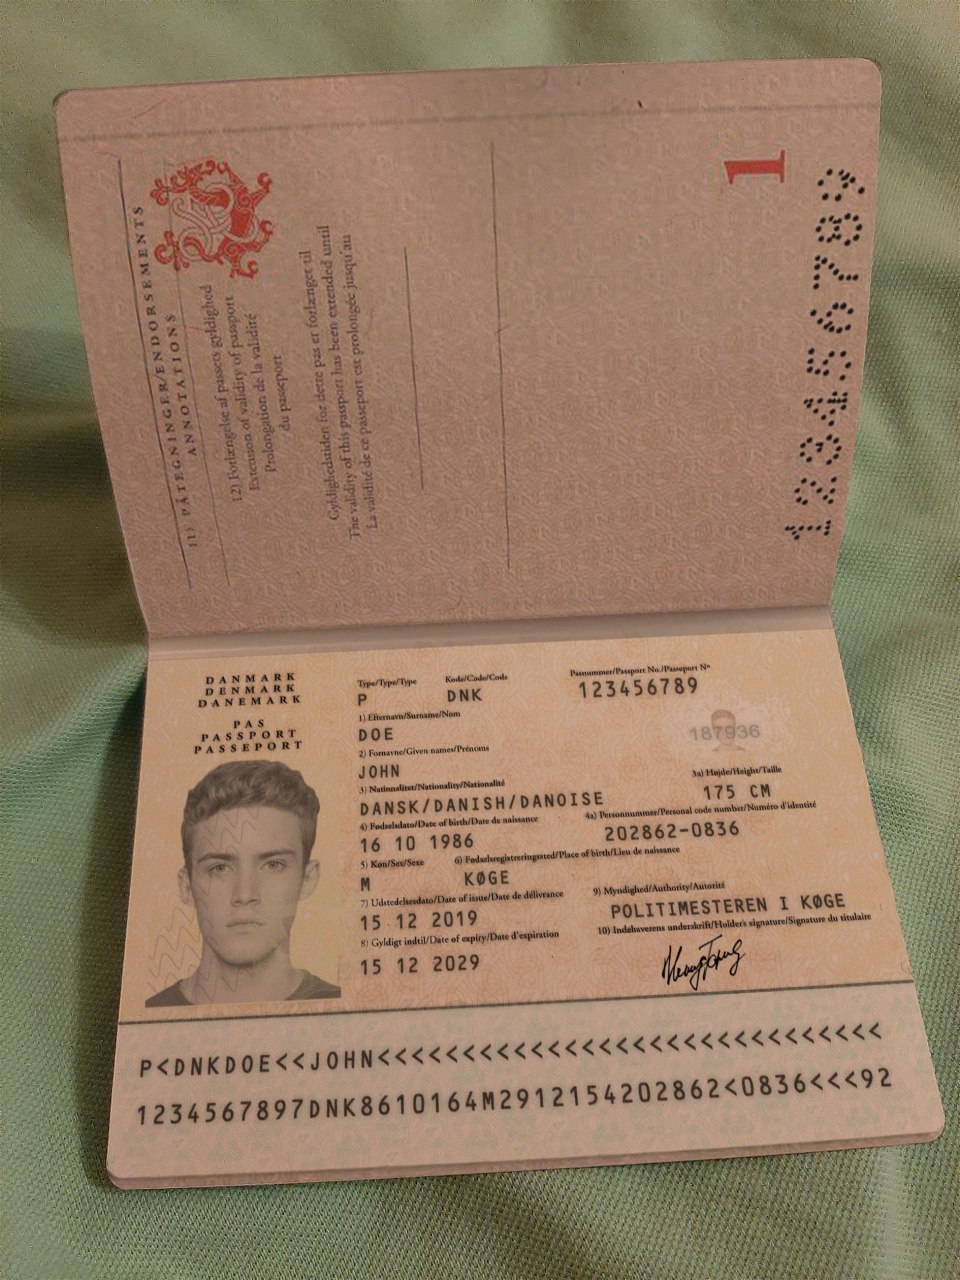 11) PÅTEGNINGER/ENDORSEMENTS
ANNOTATIONS
12) Forlængelse af passets gyldighed
Extension of validity of passport
Prolongation de la validité
du passeport
Gyldighedstiden for dette pas er forlænget til
The validity of this passport has been extended until
La validité de ce passeport est prolongée jusqu'au
1
123456789
DANMARK
DENMARK
DANEMARK
PAS
PASSPORT
PASSEPORT
Type/Type/Type Kode/Code/Code Pasnummer/Passport No./Passeport Nº
P DNK 123456789
1) Efternavn/Surname/Nom
DOE
187936
2) Fornavne/Given names/Prénoms
JOHN
3) Nationalitet/Nationality/Nationalité 3a) Højde/Height/Taille
DANSK/DANISH/DANOISE 175 CM
4) Fødselsdato/Date of birth/Date de naissance 4a) Personnummer/Personal code number/Numéro d'identité
16 10 1986 202862-0836
5) Køn/Sex/Sexe 6) Fødselsregistreringssted/Place of birth/Lieu de naissance
M KØGE
7) Udstedelsesdato/Date of issue/Date de délivrance 9) Myndighed/Authority/Autorité
15 12 2019 POLITIMESTEREN I KØGE
8) Gyldigt indtil/Date of expiry/Date d'expiration 10) Indehaverens underskrift/Holder's signature/Signature du titulaire
15 12 2029
P<DNKDOE<<JOHN<<<<<<<<<<<<<<<<<<<<<<<<<<<<<<
1234567897DNK8610164M29121542​02862<0836<<<92